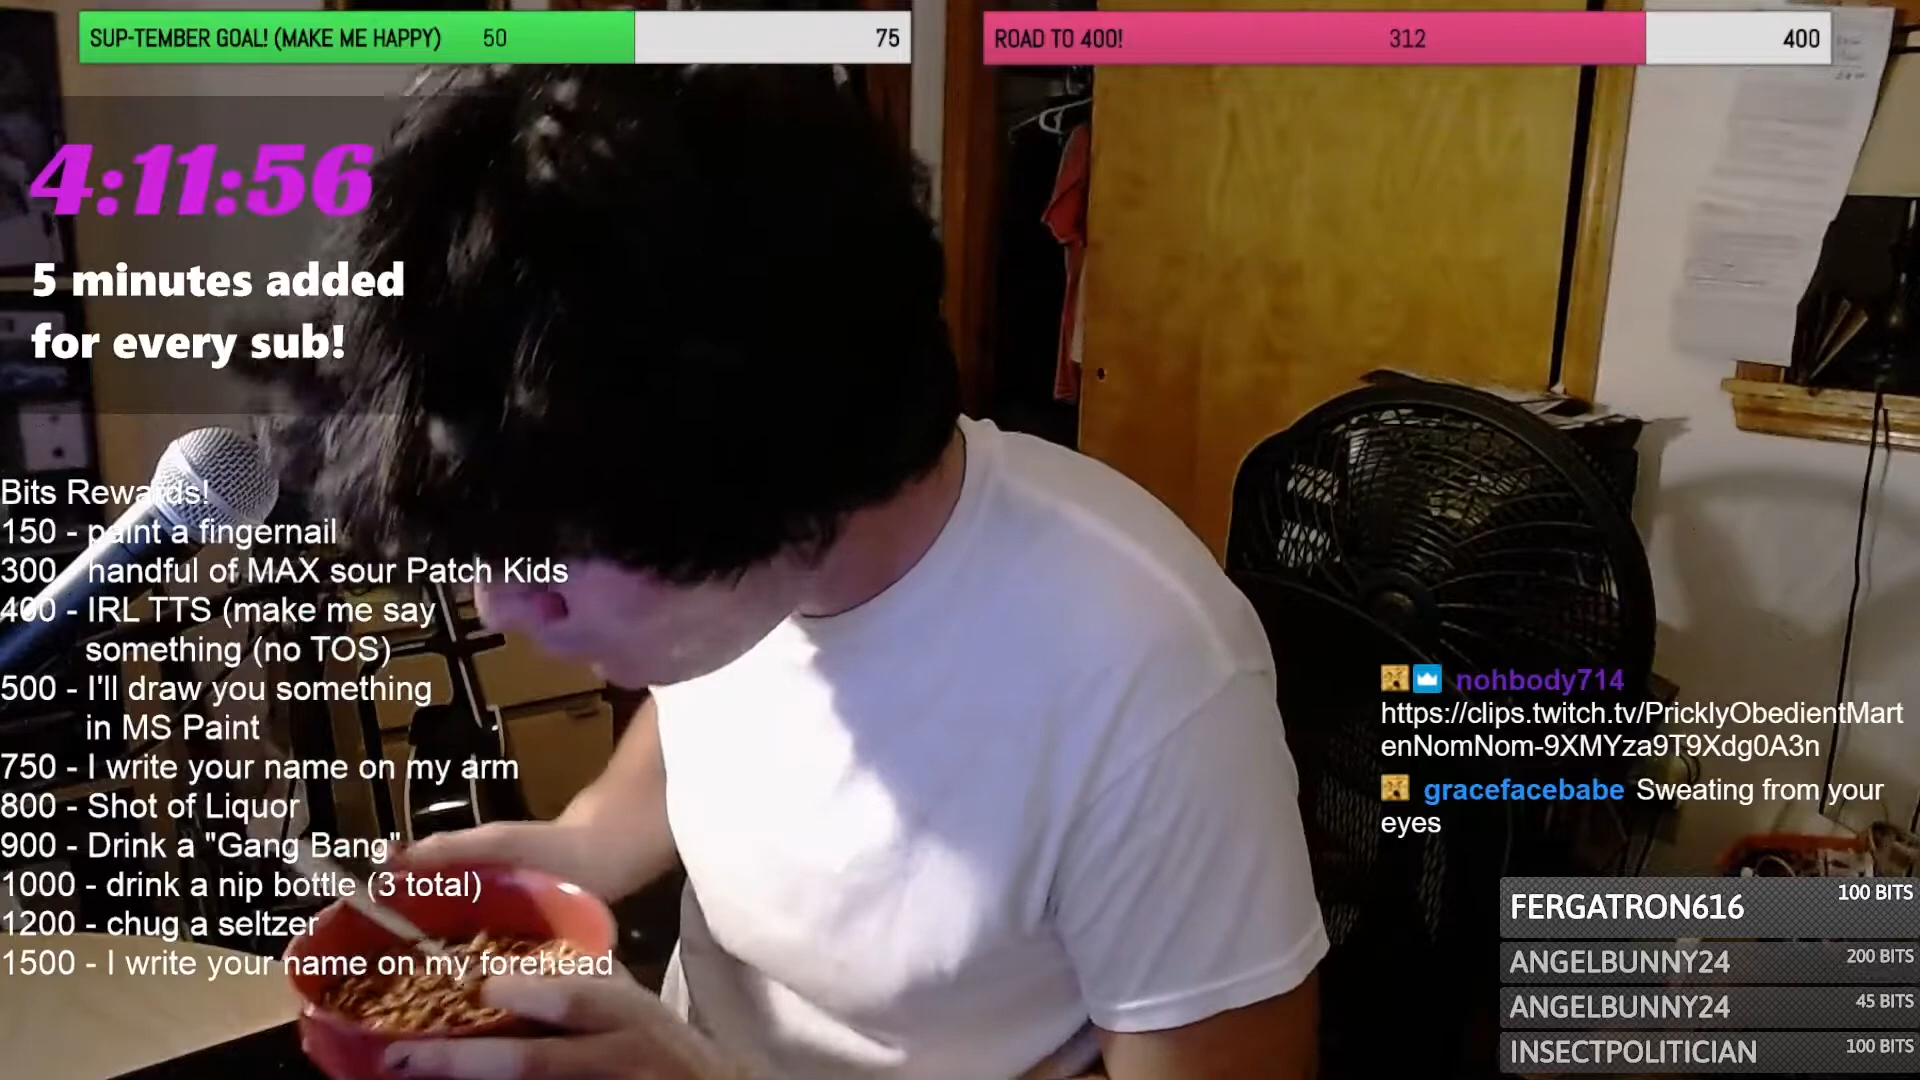 SUP-TEMBER GOAL! (MAKE ME HAPPY) 50 75
ROAD TO 400! 312 400
4:11:56
5 minutes added
for every sub!
Bits Rewards!
150 - paint a fingernail
300 - handful of MAX sour Patch Kids
400 - IRL TTS (make me say
something (no TOS)
500 - I'll draw you something
in MS Paint
750 - I write your name on my arm
800 - Shot of Liquor
900 - Drink a "Gang Bang"
1000 - drink a nip bottle (3 total)
1200 - chug a seltzer
1500 - I write your name on my forehead
nohbody714
https://clips.twitch.tv/PricklyObedientMart
enNomNom-9XMYza9T9Xdg0A3n
gracefacebabe Sweating from your
eyes
FERGATRON616 100 BITS
ANGELBUNNY24 200 BITS
ANGELBUNNY24 45 BITS
INSECTPOLITICIAN 100 BITS